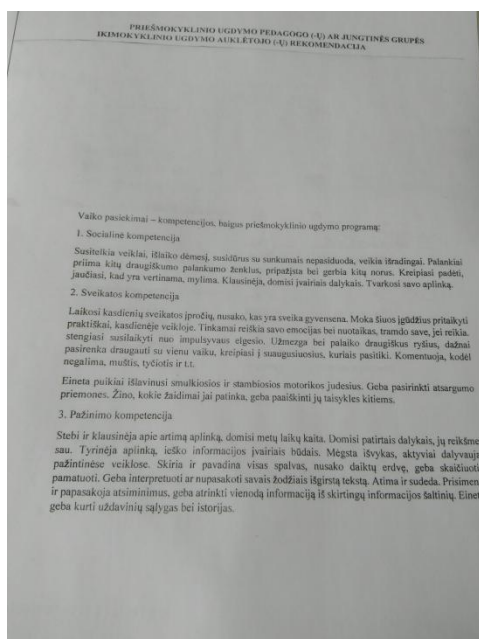 PRIEŠMOKYKLINIO UGDYMO PEDAGOGO (-Ų) AR JUNGTINĖS GRUPĖS
IKIMOKYKLINIO UGDYMO AUKLĖTOJO (-Ų) REKOMENDACIJA
Vaiko pasiekimai – kompetencijos, baigus priešmokyklinio ugdymo programą:
1. Socialinė kompetencija
Susitelkia veiklai, išlaiko dėmesį, susidūrus su sunkumais nepasiduoda, veikia išradingai. Palankiai
priima kitų draugiškumo palankumo ženklus, pripažįsta bei gerbia kitų norus. Kreipiasi padėti,
jaučiasi, kad yra vertinama, mylima. Klausinėja, domisi įvairiais dalykais. Tvarkosi savo aplinką.
2. Sveikatos kompetencija
Laikosi kasdienių sveikatos įpročių, nusako, kas yra sveika gyvensena. Moka šiuos įgūdžius pritaikyti
praktiškai, kasdienėje veikloje. Tinkamai reiškia savo emocijas bei nuotaikas, tramdo save, jei reikia.
stengiasi susilaikyti nuo impulsyvaus elgesio. Užmezga bei palaiko draugiškus ryšius, dažnai
pasirenka draugauti su vienu vaiku, kreipiasi į suaugusiuosius, kuriais pasitiki. Komentuoja, kodėl
negalima, muštis, tyčiotis ir t.t.
Eineta puikiai išlavinusi smulkiosios ir stambiosios motorikos judesius. Geba pasirinkti atsargumo
priemones. Žino, kokie žaidimai jai patinka, geba paaiškinti jų taisykles kitiems.
3. Pažinimo kompetencija
Stebi ir klausinėja apie artimą aplinką, domisi metų laikų kaita. Domisi patirtais dalykais, jų reikšme
sau. Tyrinėja aplinką, ieško informacijos įvairiais būdais. Mėgsta išvykas, aktyviai dalyvauja
pažintinėse veiklose. Skiria ir pavadina visas spalvas, nusako daiktų erdvę, geba skaičiuoti
pamatuoti. Geba interpretuoti ar nupasakoti savais žodžiais išgirstą tekstą. Atima ir sudeda. Prisimen
ir papasakoja atsiminimus, geba atrinkti vienodą informaciją iš skirtingų informacijos šaltinių. Einet
geba kurti uždavinių sąlygas bei istorijas.